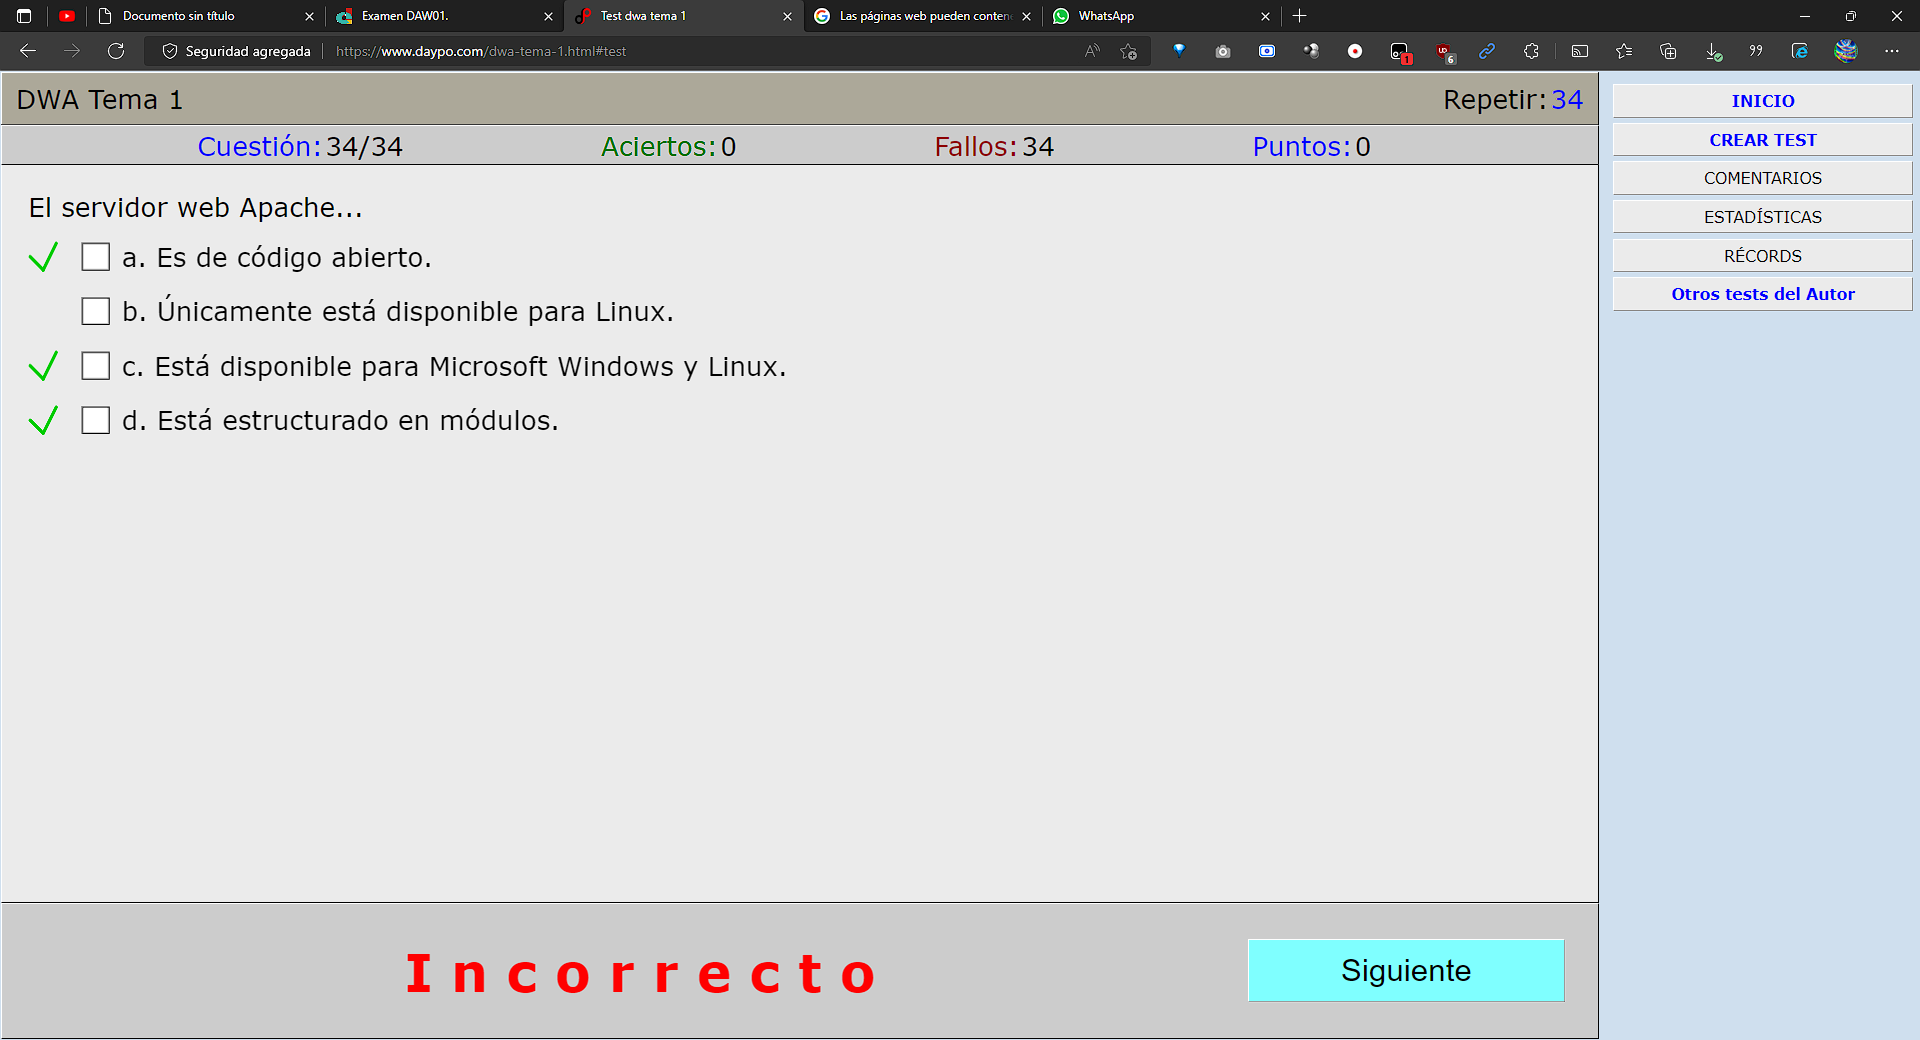 Documento sin título
Examen DAW01.
Test dwa tema 1
Las páginas web pueden conten
WhatsApp
Seguridad agregada
https://www.daypo.com/dwa-tema-1.html#test
1
6
DWA Tema 1
Repetir: 34
Cuestión: 34/34
Aciertos: 0
Fallos: 34
Puntos: 0
El servidor web Apache...
a. Es de código abierto.
b. Únicamente está disponible para Linux.
c. Está disponible para Microsoft Windows y Linux.
d. Está estructurado en módulos.
Incorrecto
Siguiente
INICIO
CREAR TEST
COMENTARIOS
ESTADÍSTICAS
RÉCORDS
Otros tests del Autor